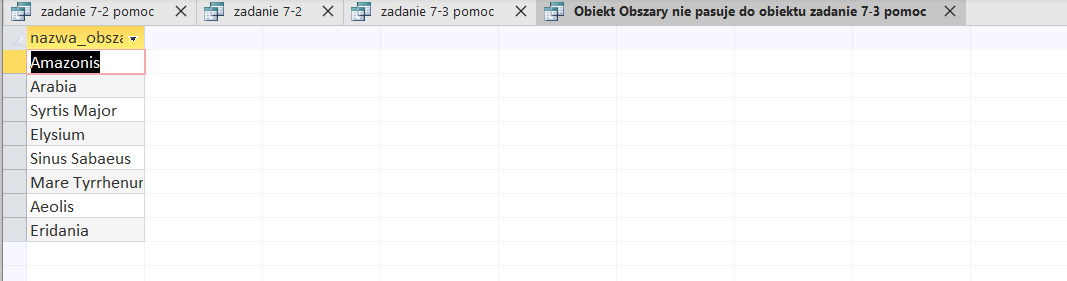 zadanie 7-2 pomoc zadanie 7-2 zadanie 7-3 pomoc Obiekt Obszary nie pasuje do obiektu zadanie 7-3 pomoc
nazwa_obsza
Amazonis
Arabia
Syrtis Major
Elysium
Sinus Sabaeus
Mare Tyrrhenum
Aeolis
Eridania